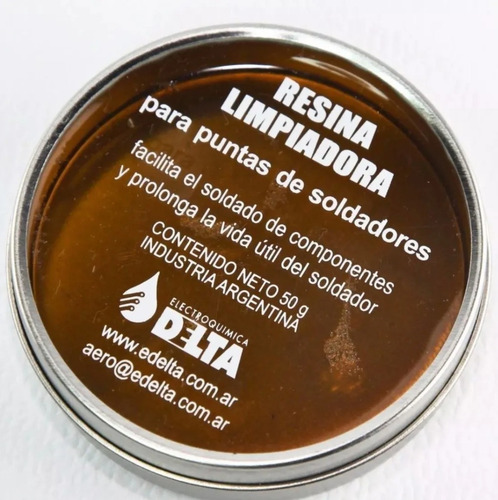 RESINA
LIMPIADORA
para puntas de soldadores
facilita el soldado de componentes
y prolonga la vida útil del soldador
CONTENIDO NETO 50 g
INDUSTRIA ARGENTINA
ELECTROQUIMICA
DELTA
www.edelta.com.ar
aero@edelta.com.ar